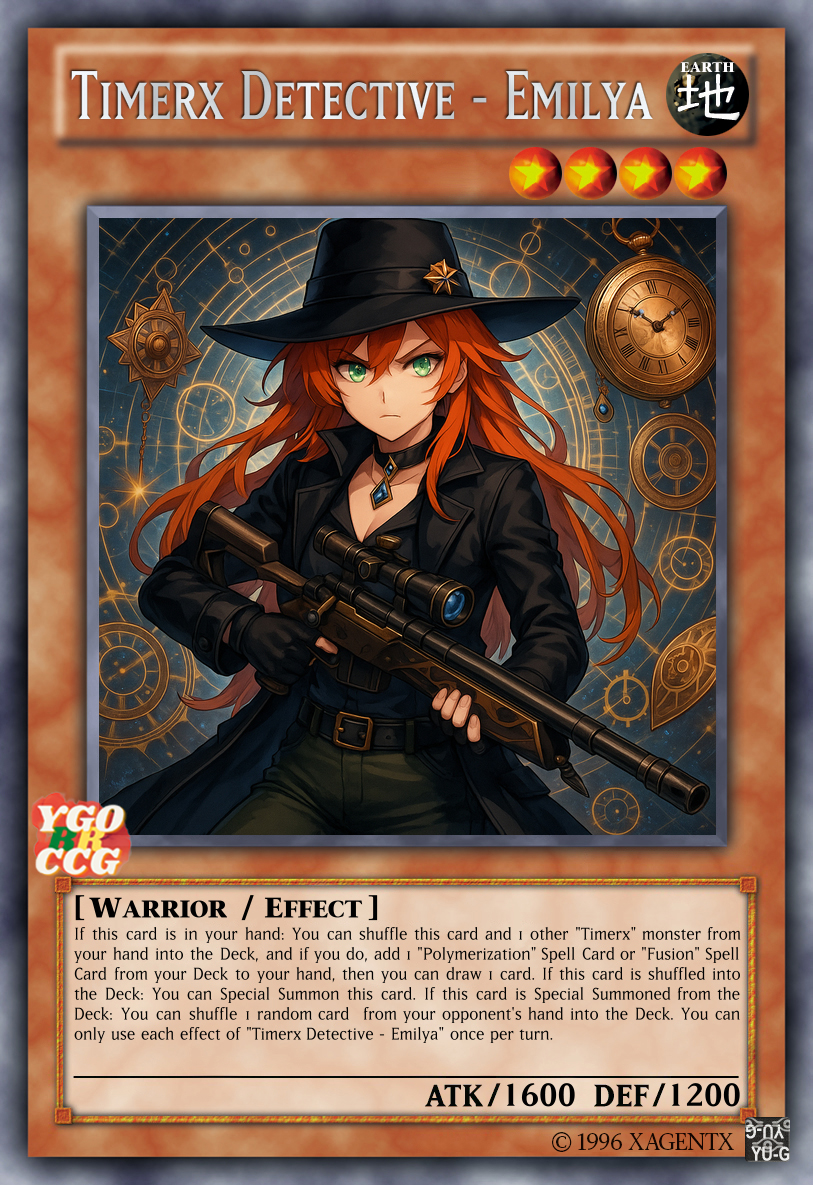 TIMERX DETECTIVE - EMILYA
EARTH
地
YGO
RR
CCG
[ WARRIOR / EFFECT ]
If this card is in your hand: You can shuffle this card and 1 other "Timerx" monster from
your hand into the Deck, and if you do, add 1 "Polymerization" Spell Card or "Fusion" Spell
Card from your Deck to your hand, then you can draw 1 card. If this card is shuffled into
the Deck: You can Special Summon this card. If this card is Special Summoned from the
Deck: You can shuffle 1 random card from your opponent's hand into the Deck. You can
only use each effect of "Timerx Detective - Emilya" once per turn.
ATK/1600 DEF/1200
© 1996 XAGENTX
YU-G
YU-G